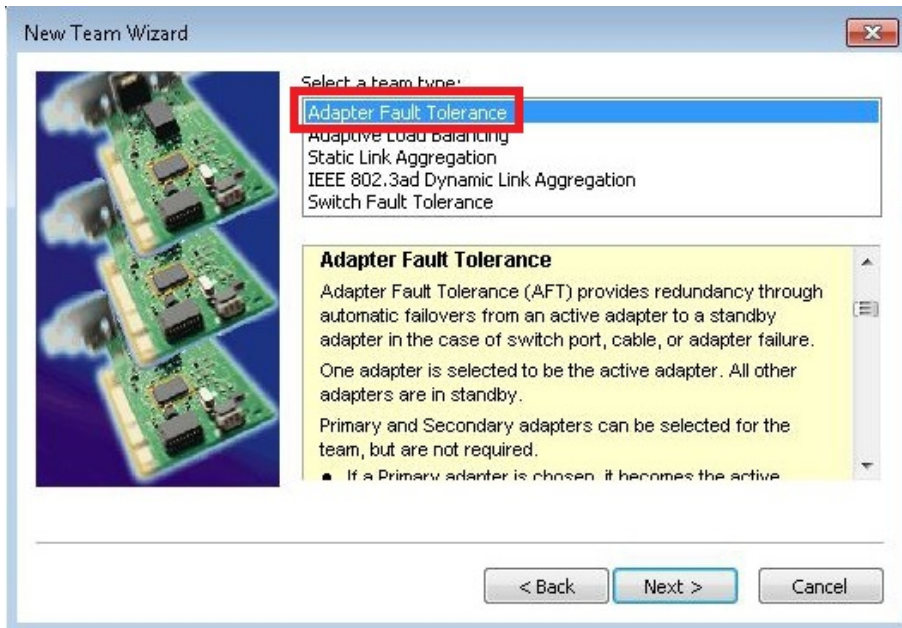 New Team Wizard
Select a team type:
Adapter Fault Tolerance
Adaptive Load Balancing
Static Link Aggregation
IEEE 802.3ad Dynamic Link Aggregation
Switch Fault Tolerance
Adapter Fault Tolerance
Adapter Fault Tolerance (AFT) provides redundancy through
automatic failovers from an active adapter to a standby
adapter in the case of switch port, cable, or adapter failure.
One adapter is selected to be the active adapter. All other
adapters are in standby.
Primary and Secondary adapters can be selected for the
team, but are not required.
• If a Primary adapter is chosen, it becomes the active
< Back
Next >
Cancel